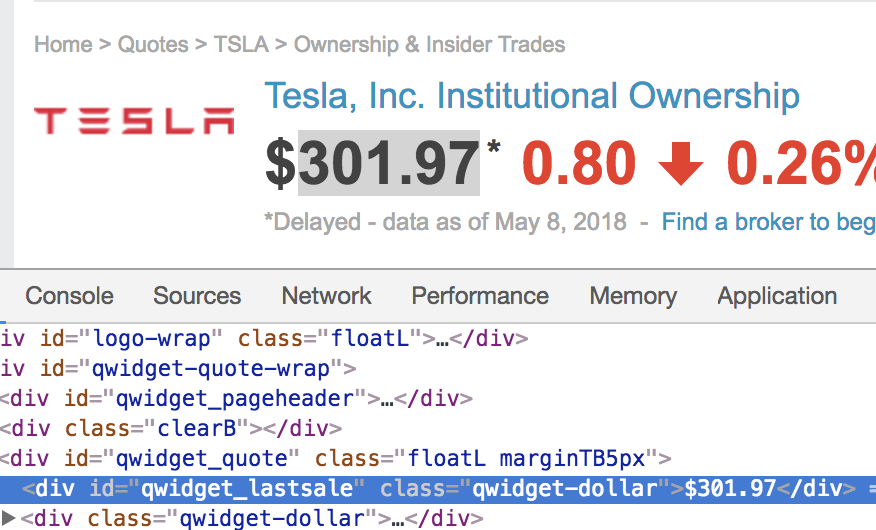 Home > Quotes > TSLA > Ownership & Insider Trades
TESLA
Tesla, Inc. Institutional Ownership
$301.97* 0.80 0.26%
*Delayed - data as of May 8, 2018 - Find a broker to beg
Console Sources Network Performance Memory Application
iv id="logo-wrap" class="floatL">…</div>
iv id="qwidget-quote-wrap">
<div id="qwidget_pageheader">…</div>
<div class="clearB"></div>
<div id="qwidget_quote" class="floatL marginTB5px">
<div id="qwidget_lastsale" class="qwidget-dollar">$301.97</div> =
<div class="qwidget-dollar">…</div>